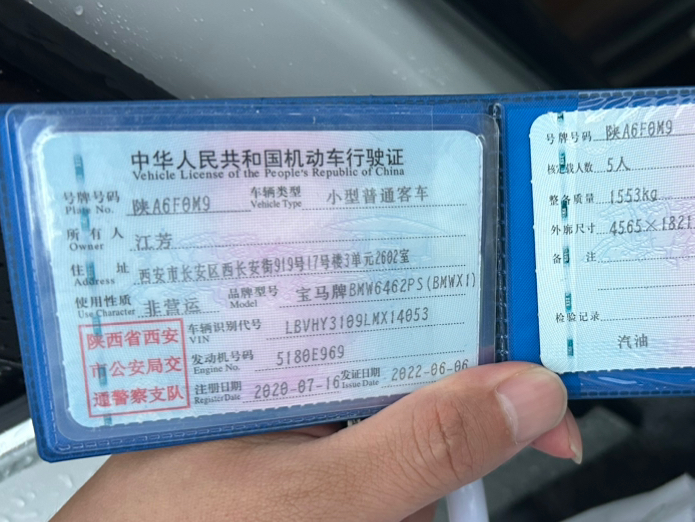 中华人民共和国机动车行驶证
Vehicle License of the People's Republic of China
号牌号码 陕A6F0M9 车辆类型 小型普通客车
Plate No. Vehicle Type
所有人 江芳
Owner
住址 西安市长安区西长安街919号17号楼3单元2602室
Address
使用性质 非营运 品牌型号 宝马牌BMW6462PS(BMWX1)
Use Character Model
陕西省西安
市公安局交
通警察支队
车辆识别代号 LBVHY3109LMX14053
VIN
发动机号码 5180E969
Engine No.
注册日期 2020-07-16 发证日期 2022-06-06
Register Date Issue Date
号牌号码 陕A6F0M9
核定载人数 5人
整备质量 1553kg
外廓尺寸 4565×1821
备注
检验记录
汽油